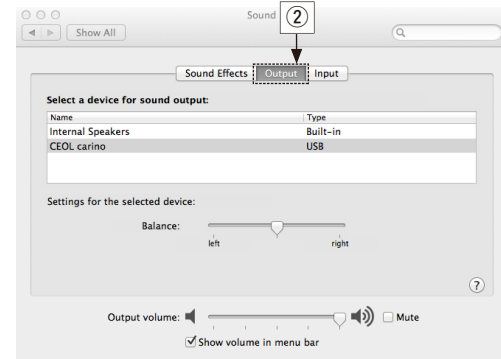 Sound
②
Show All
Sound Effects Output Input
Select a device for sound output:
Name Type
Internal Speakers Built-in
CEOL carino USB
Settings for the selected device:
Balance:
left right
?
Output volume: Mute
Show volume in menu bar